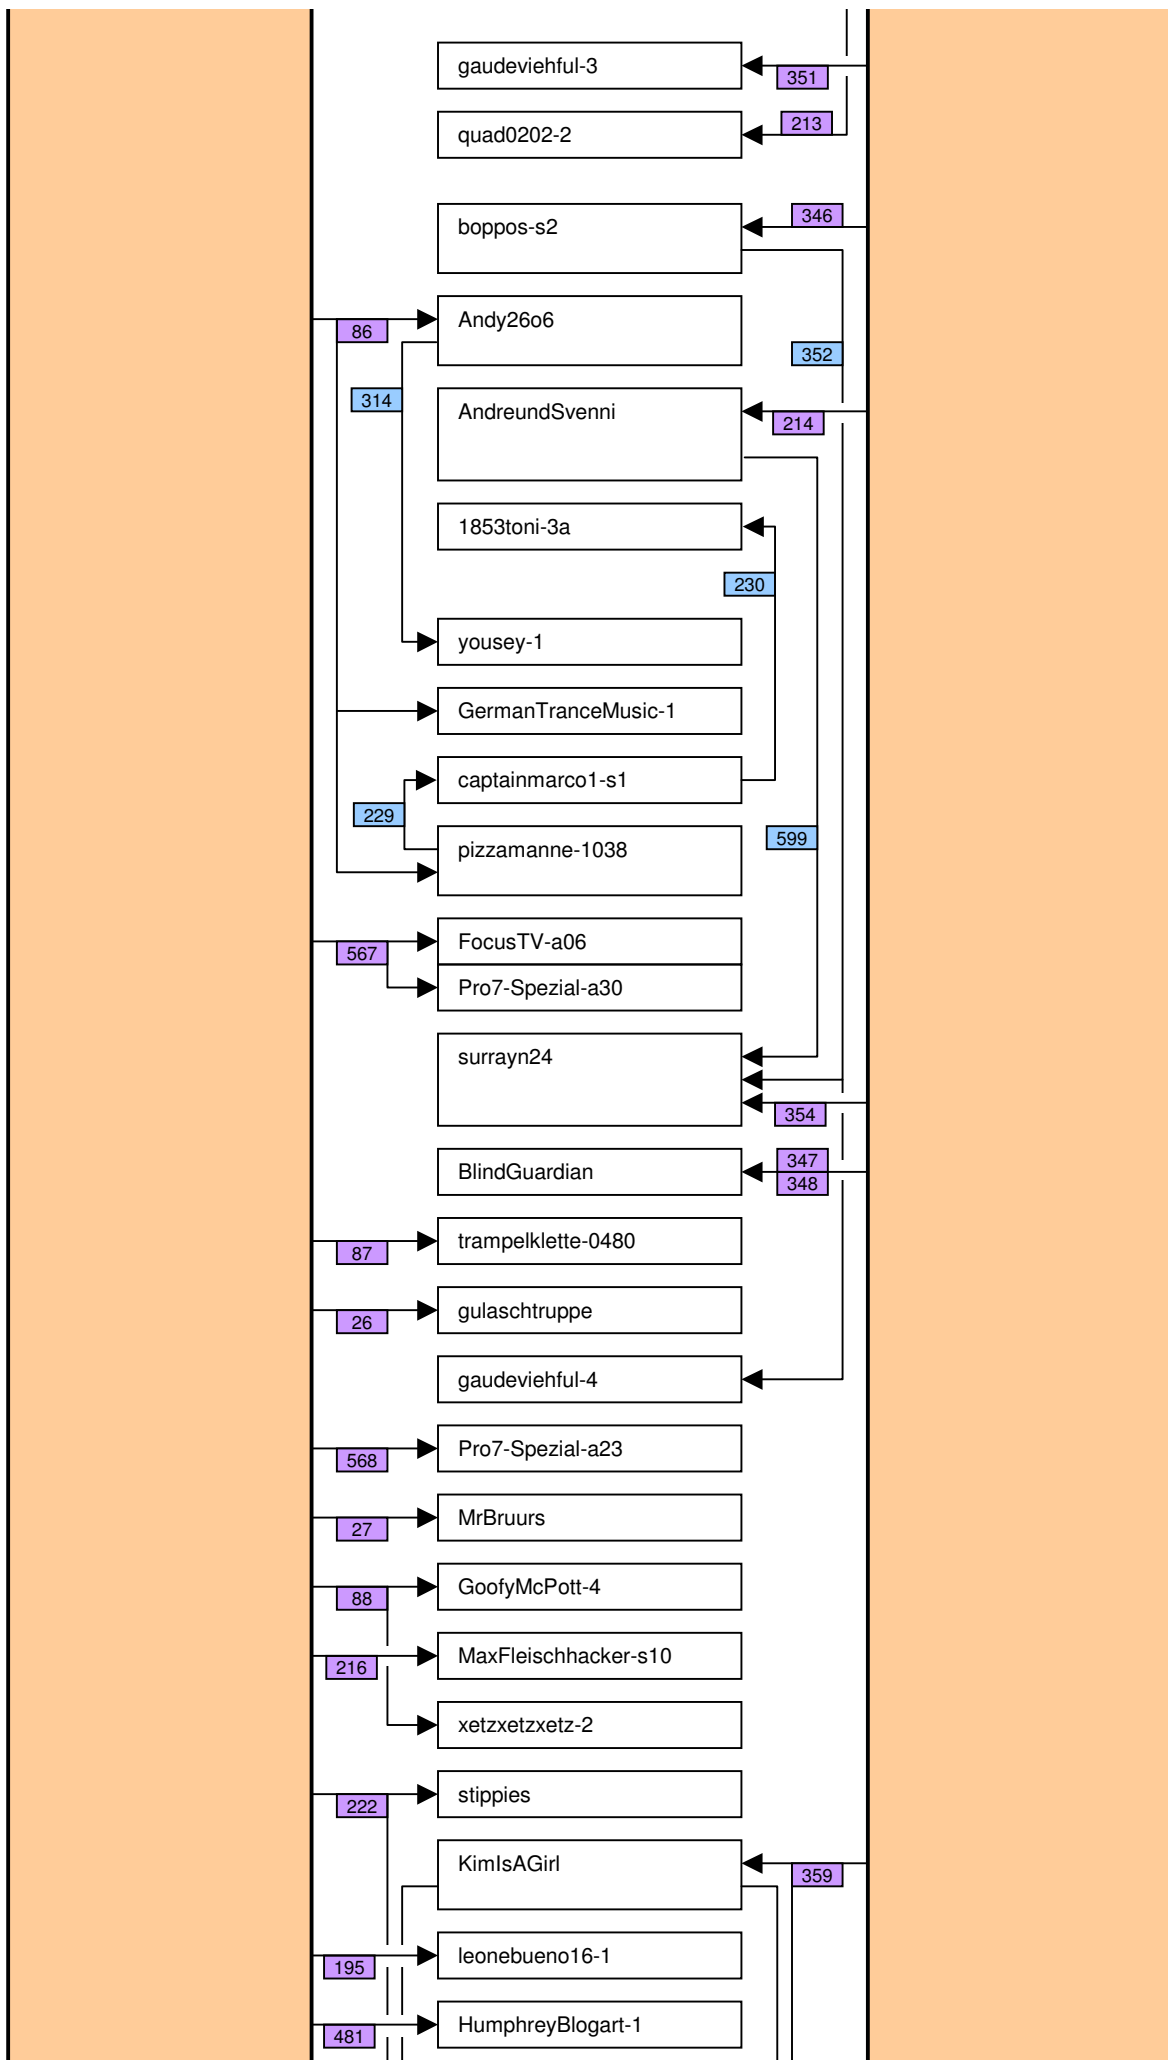 gaudeviehful-3
351
213
quad0202-2
346
boppos-s2
86
Andy26o6
352
314
AndreundSvenni
214
1853toni-3a
230
yousey-1
GermanTranceMusic-1
captainmarco1-s1
229
599
pizzamanne-1038
567
FocusTV-a06
Pro7-Spezial-a30
surrayn24
354
347
BlindGuardian
348
87
trampelklette-0480
26
gulaschtruppe
gaudeviehful-4
568
Pro7-Spezial-a23
27
MrBruurs
88
GoofyMcPott-4
216
MaxFleischhacker-s10
xetzxetzxetz-2
222
stippies
KimIsAGirl
359
195
leonebueno16-1
481
HumphreyBlogart-1